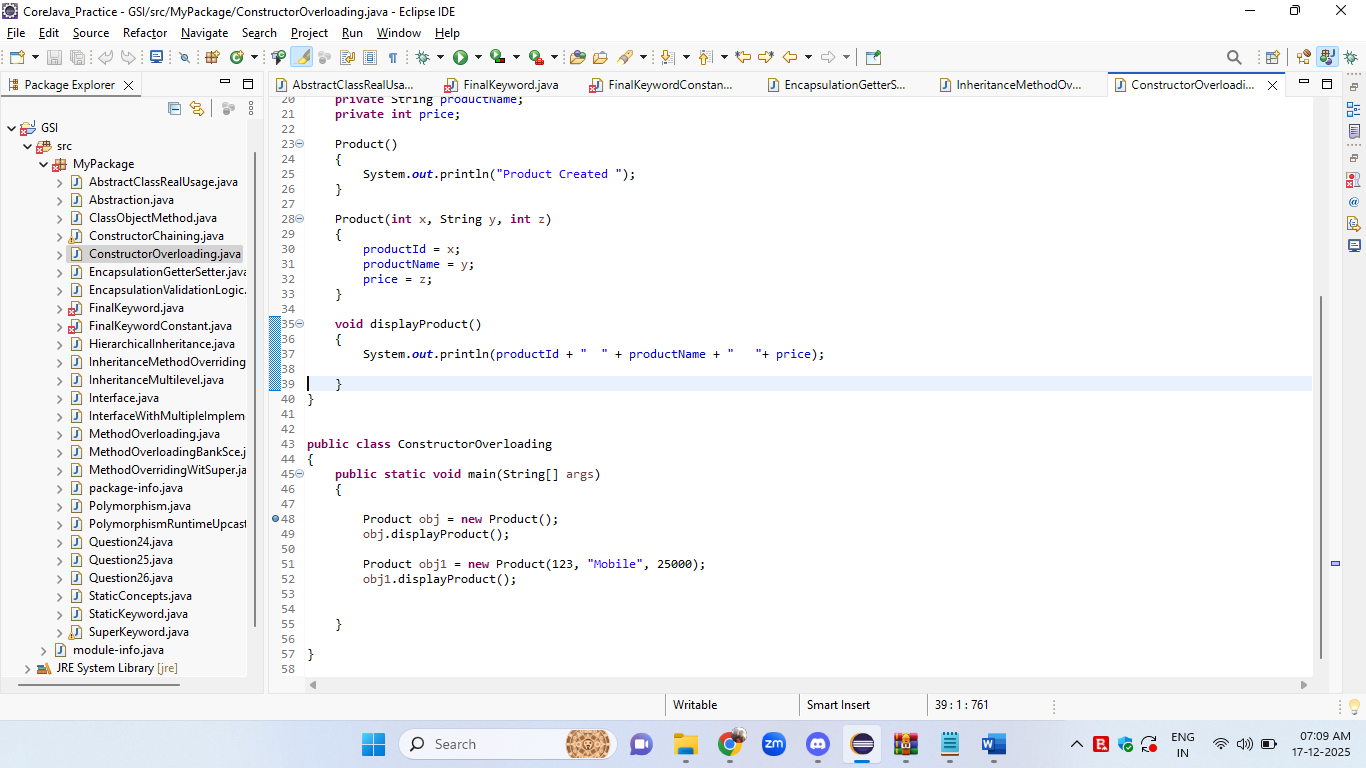 CoreJava_Practice - GSI/src/MyPackage/ConstructorOverloading.java - Eclipse IDE
File Edit Source Refactor Navigate Search Project Run Window Help
Package Explorer
AbstractClassRealUsa...
FinalKeyword.java
FinalKeywordConstan...
EncapsulationGetterS...
InheritanceMethodOv...
ConstructorOverloadi...
GSI
src
MyPackage
AbstractClassRealUsage.java
Abstraction.java
ClassObjectMethod.java
ConstructorChaining.java
ConstructorOverloading.java
EncapsulationGetterSetter.java
EncapsulationValidationLogic.
FinalKeyword.java
FinalKeywordConstant.java
HierarchicalInheritance.java
InheritanceMethodOverriding
InheritanceMultilevel.java
Interface.java
InterfaceWithMultipleImplem
MethodOverloading.java
MethodOverloadingBankSce.j
MethodOverridingWitSuper.ja
package-info.java
Polymorphism.java
PolymorphismRuntimeUpcast
Question24.java
Question25.java
Question26.java
StaticConcepts.java
StaticKeyword.java
SuperKeyword.java
module-info.java
JRE System Library [jre]
20 private String productName;
21 private int price;
22
23 Product()
24 {
25 System.out.println("Product Created ");
26 }
27
28 Product(int x, String y, int z)
29 {
30 productId = x;
31 productName = y;
32 price = z;
33 }
34
35 void displayProduct()
36 {
37 System.out.println(productId + "  " + productName + "   "+ price);
38
39 }
40 }
41
42
43 public class ConstructorOverloading
44 {
45 public static void main(String[] args)
46 {
47
48 Product obj = new Product();
49 obj.displayProduct();
50
51 Product obj1 = new Product(123, "Mobile", 25000);
52 obj1.displayProduct();
53
54
55 }
56
57 }
58
Writable Smart Insert 39 : 1 : 761
Search
zm
W
ENG
IN
07:09 AM
17-12-2025